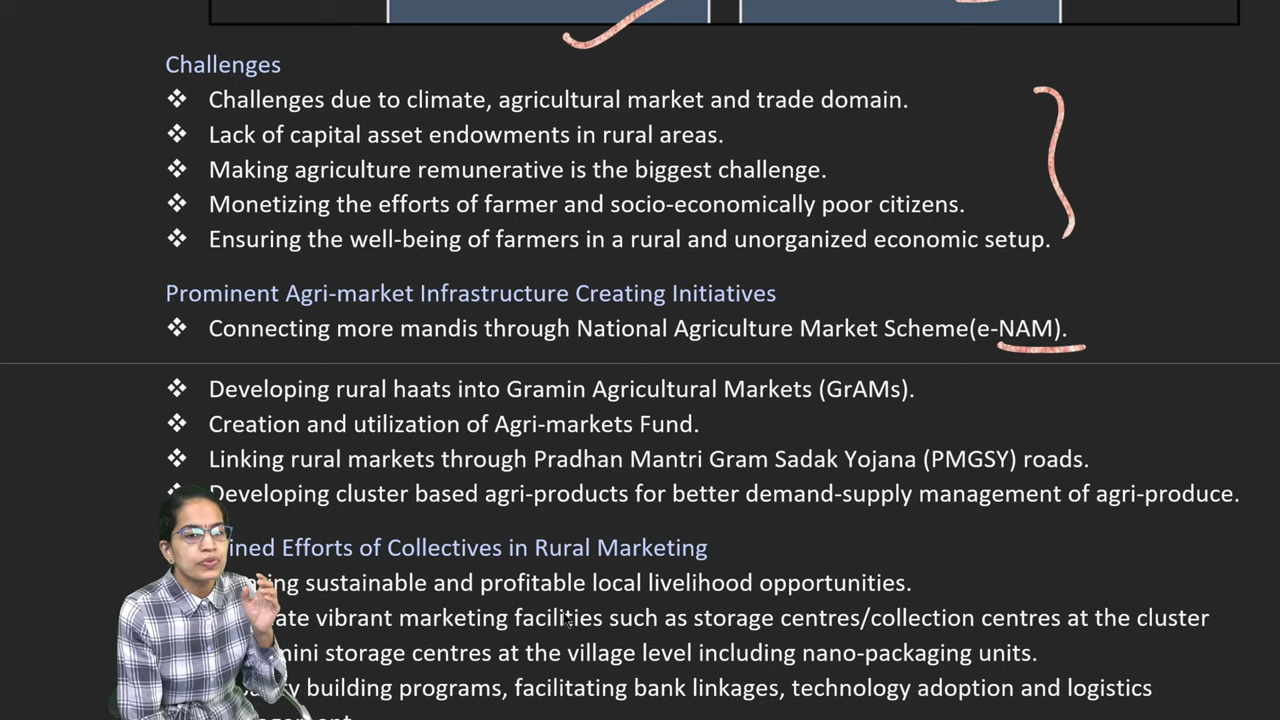 Challenges
❖ Challenges due to climate, agricultural market and trade domain.
❖ Lack of capital asset endowments in rural areas.
❖ Making agriculture remunerative is the biggest challenge.
❖ Monetizing the efforts of farmer and socio-economically poor citizens.
❖ Ensuring the well-being of farmers in a rural and unorganized economic setup.
Prominent Agri-market Infrastructure Creating Initiatives
❖ Connecting more mandis through National Agriculture Market Scheme(e-NAM).
❖ Developing rural haats into Gramin Agricultural Markets (GrAMs).
❖ Creation and utilization of Agri-markets Fund.
❖ Linking rural markets through Pradhan Mantri Gram Sadak Yojana (PMGSY) roads.
❖ Developing cluster based agri-products for better demand-supply management of agri-produce.
Efforts of Collectives in Rural Marketing
sustainable and profitable local livelihood opportunities.
vibrant marketing facilities such as storage centres/collection centres at the cluster
mini storage centres at the village level including nano-packaging units.
building programs, facilitating bank linkages, technology adoption and logistics